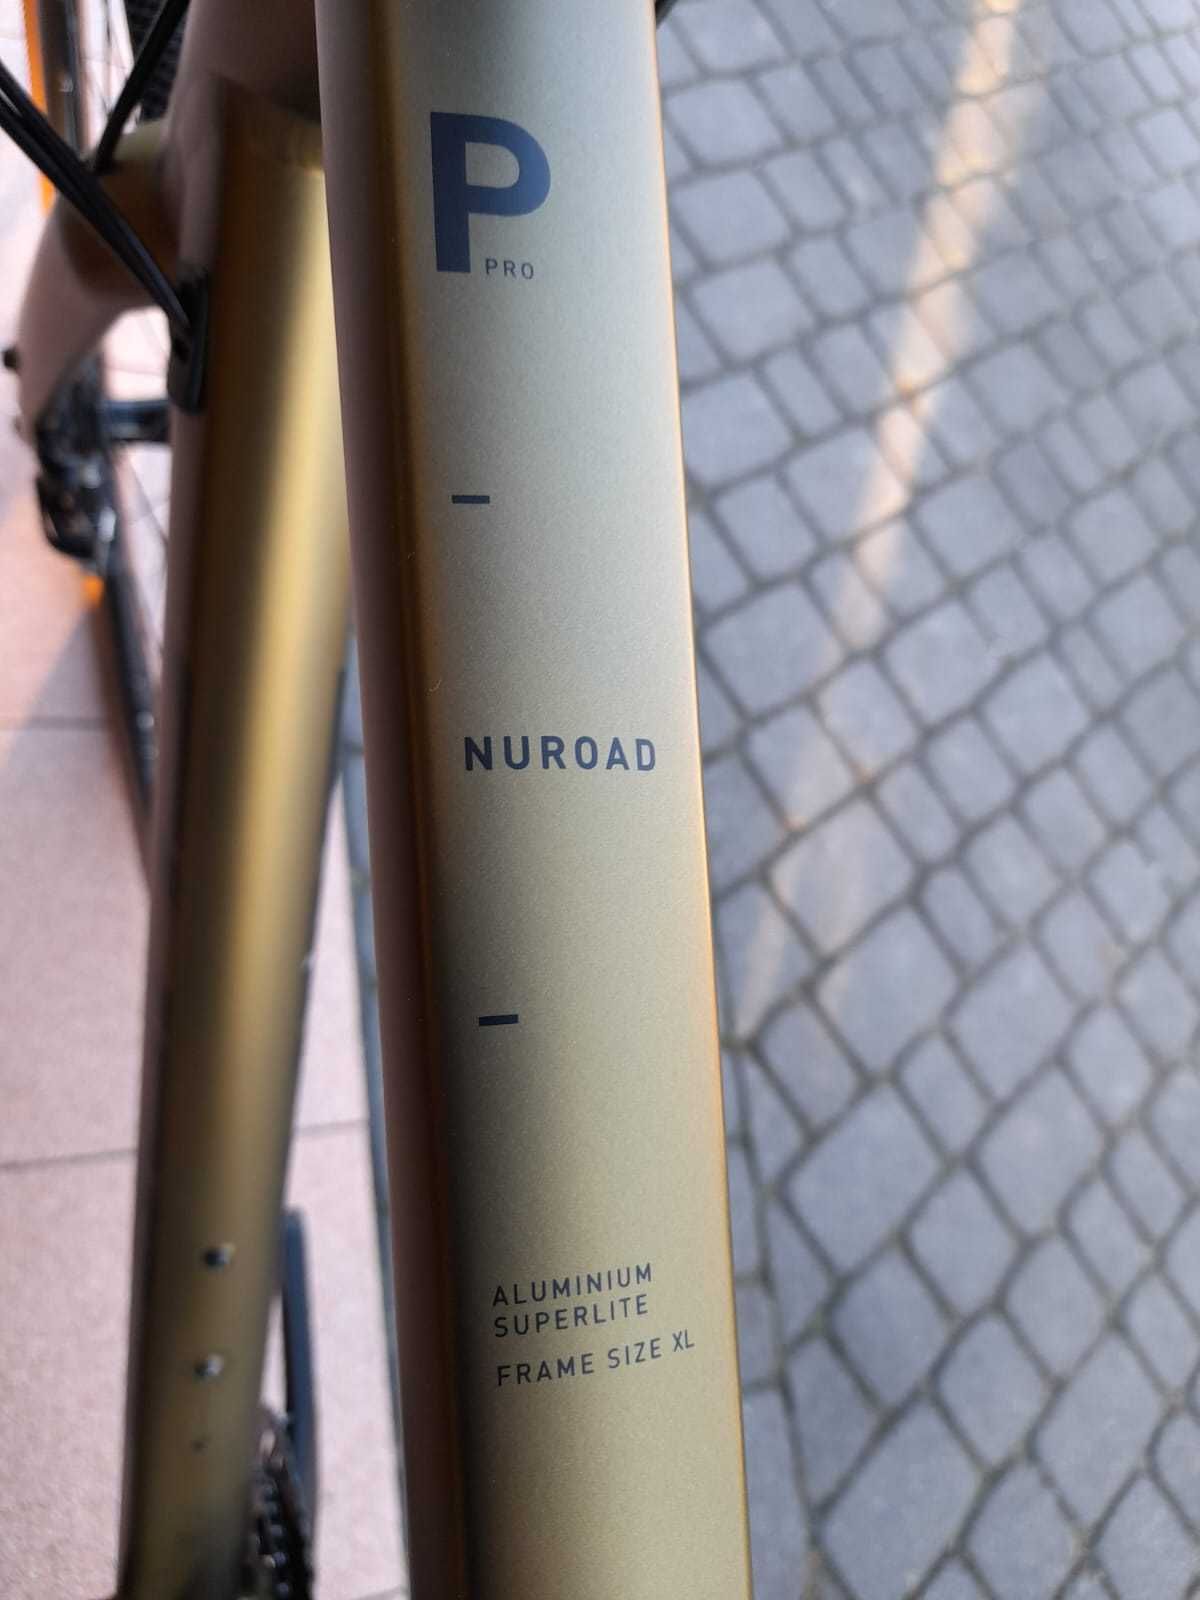 P
PRO
–
NUROAD
–
ALUMINIUM
SUPERLITE
FRAME SIZE XL